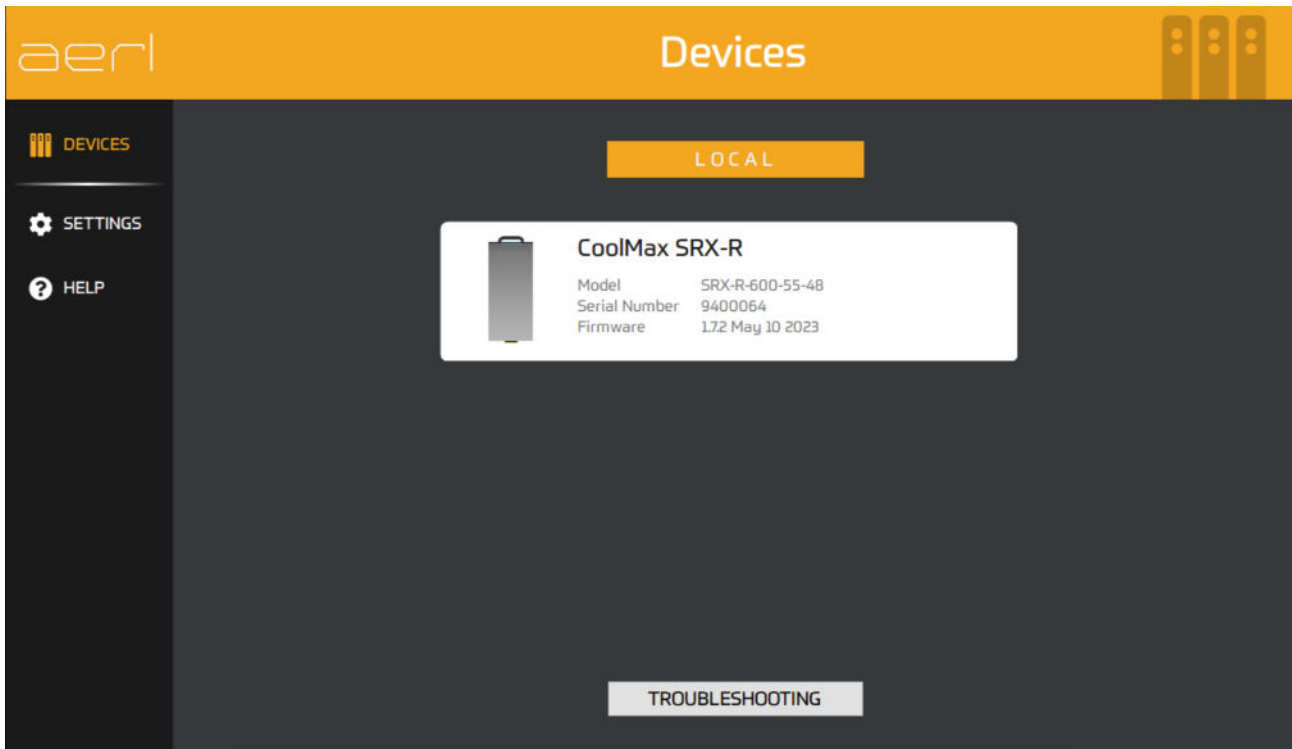 aerl
Devices
DEVICES
SETTINGS
HELP
LOCAL
CoolMax SRX-R
Model SRX-R-600-55-48
Serial Number 9400064
Firmware 1.7.2 May 10 2023
TROUBLESHOOTING